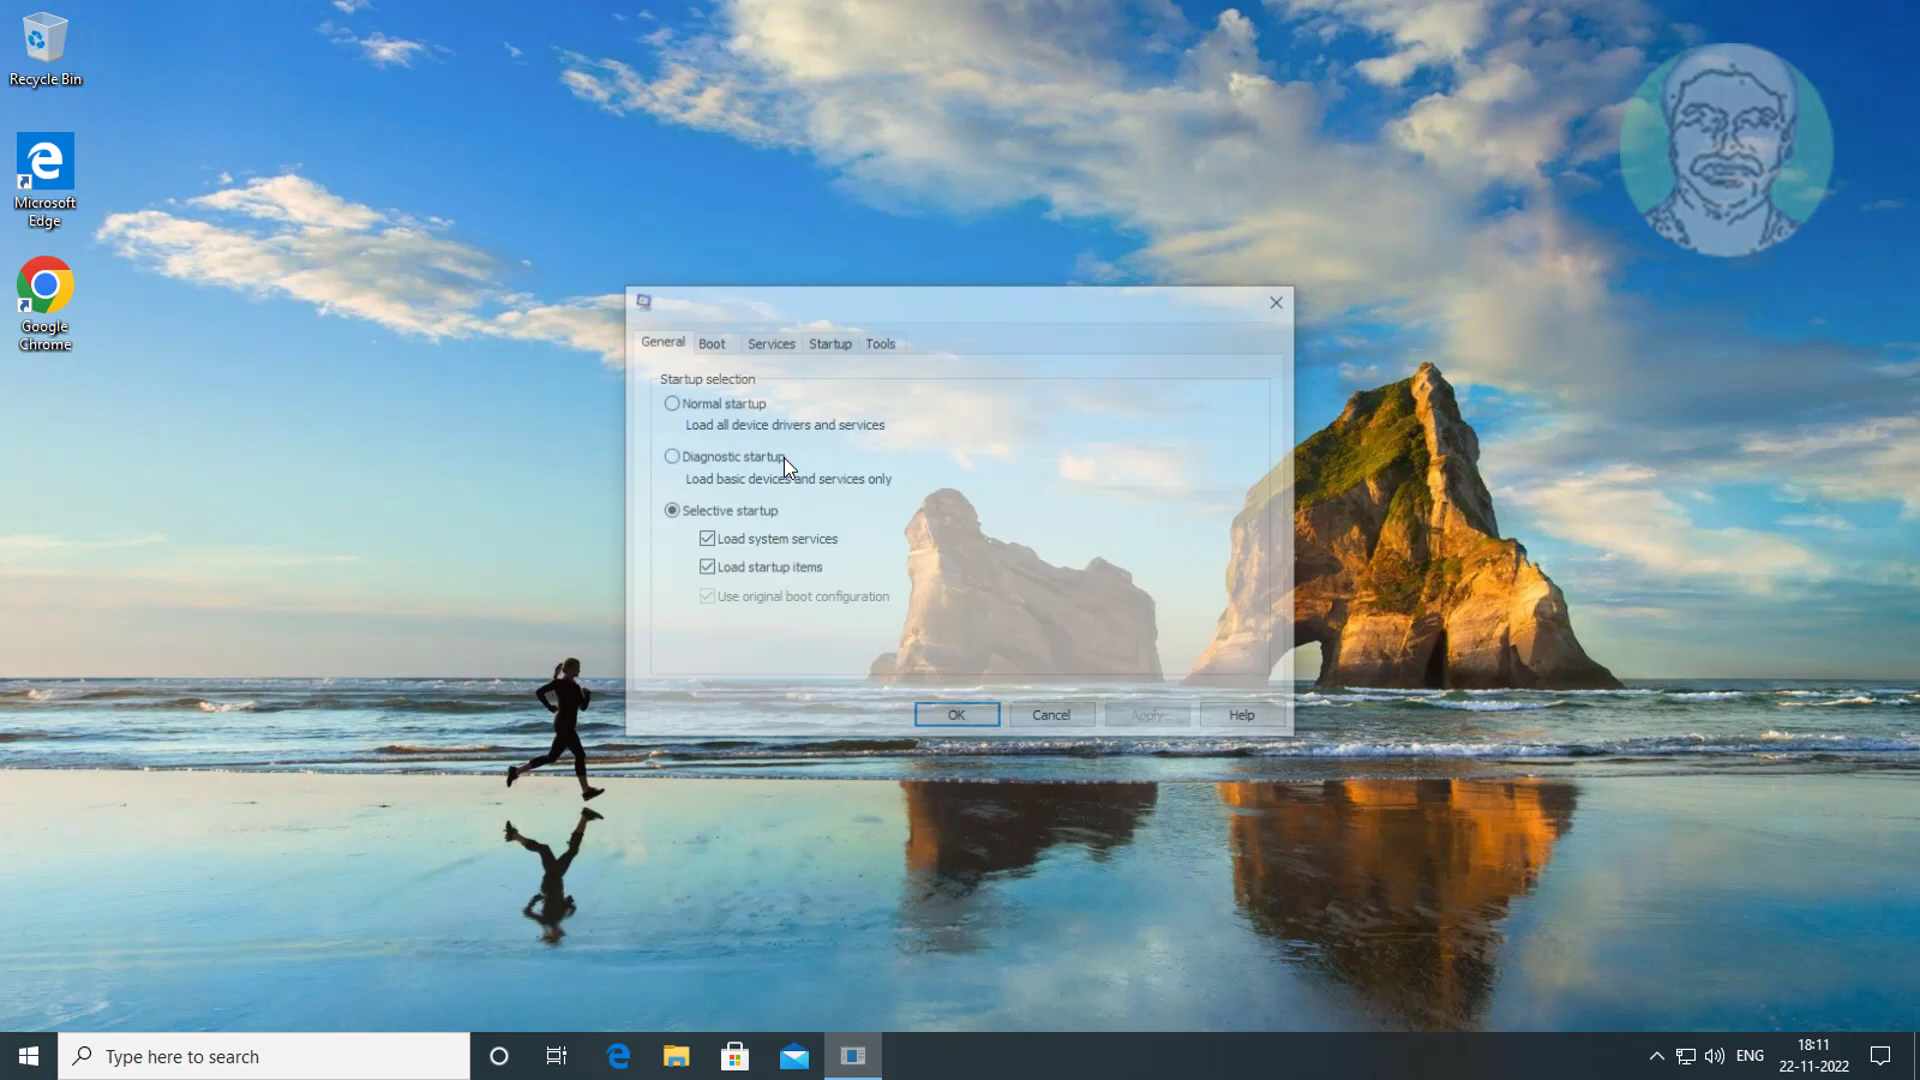 Recycle Bin
Microsoft
Edge
Google
Chrome
General Boot Services Startup Tools
Startup selection
Normal startup
Load all device drivers and services
Diagnostic startup
Load basic devices and services only
Selective startup
Load system services
Load startup items
Use original boot configuration
OK Cancel Apply Help
Type here to search
ENG
18:11
22-11-2022